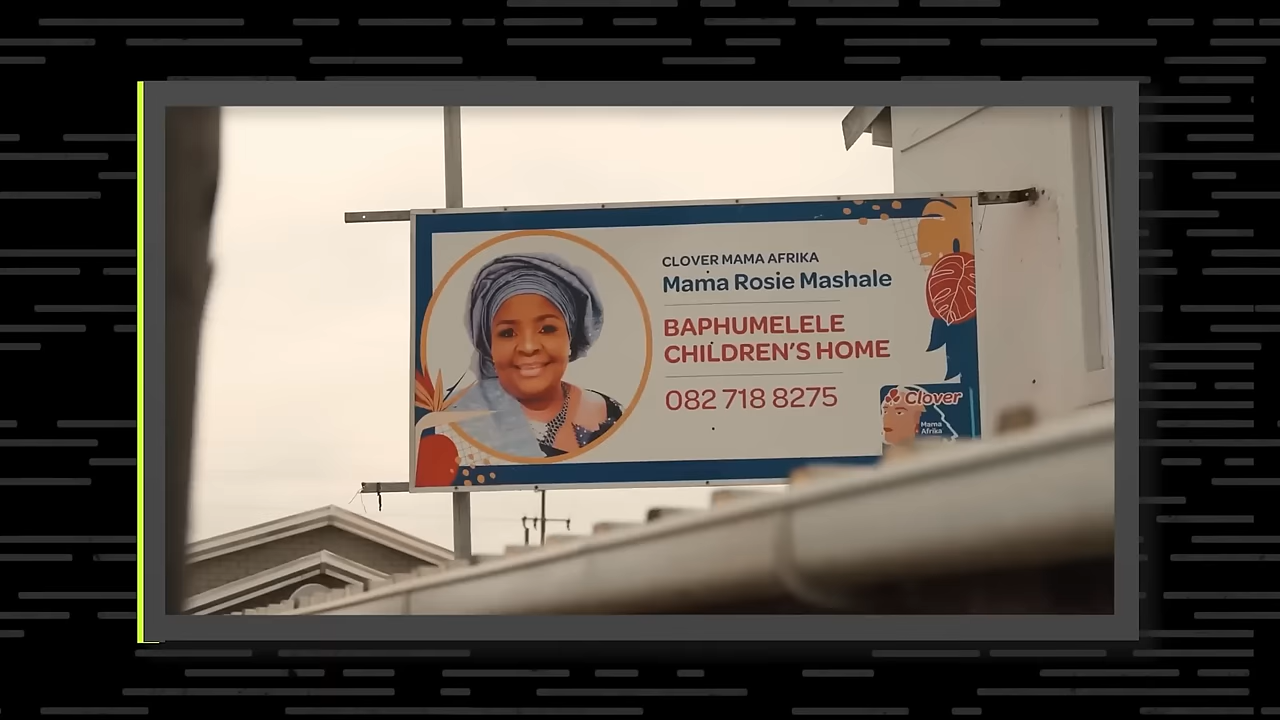 CLOVER MAMA AFRIKA
Mama Rosie Mashale
BAPHUMELELE
CHILDREN'S HOME
082 718 8275
Clover
Mama
Afrika